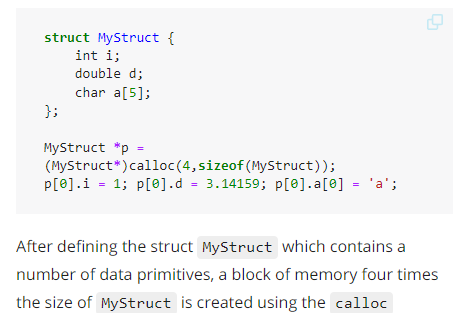 struct MyStruct {
    int i;
    double d;
    char a[5];
};

MyStruct *p =
(MyStruct*)calloc(4,sizeof(MyStruct));
p[0].i = 1; p[0].d = 3.14159; p[0].a[0] = 'a';

After defining the struct MyStruct which contains a
number of data primitives, a block of memory four times
the size of MyStruct is created using the calloc